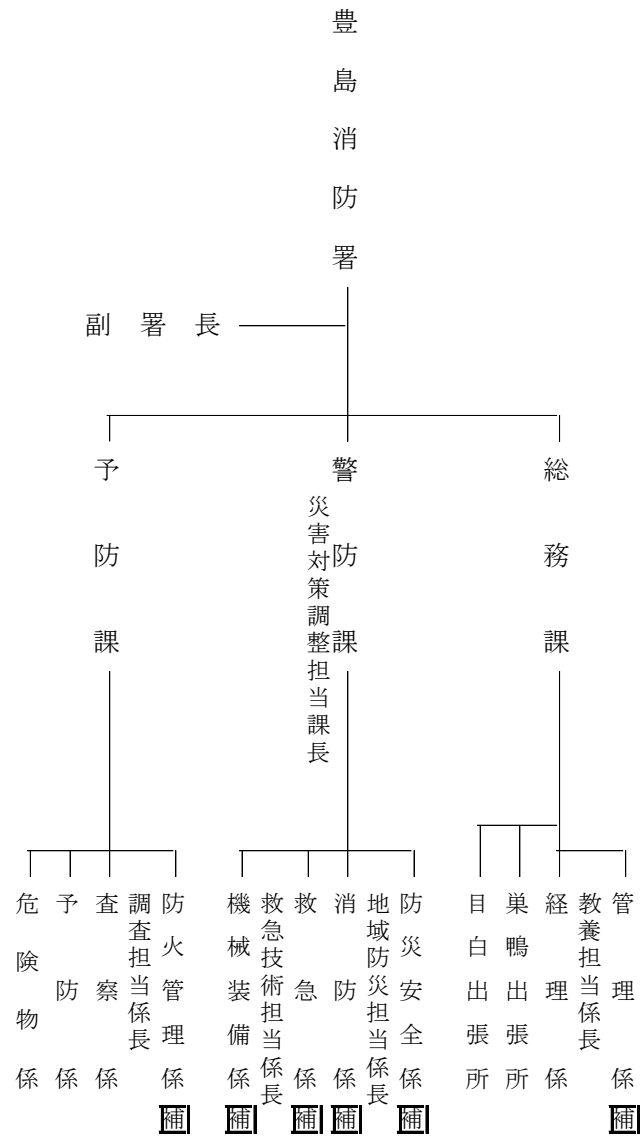 豊島消防署
副署長
総務課
警防課
災害対策調整担当課長
予防課
管理係 補
教養担当係長
経理係
巣鴨出張所
目白出張所
防災安全係 補
地域防災担当係長
消防係 補
救急係 補
救急技術担当係長
機械装備係 補
防火管理係 補
調査担当係長
査察係
予防係
危険物係